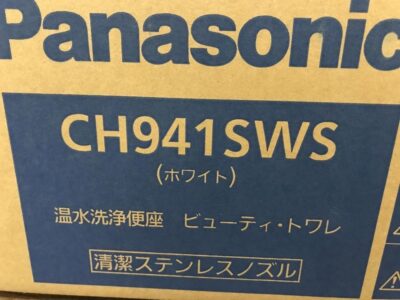 Panasonic
CH941SWS
(ホワイト)
温水洗浄便座 ビューティ・トワレ
清潔ステンレスノズル